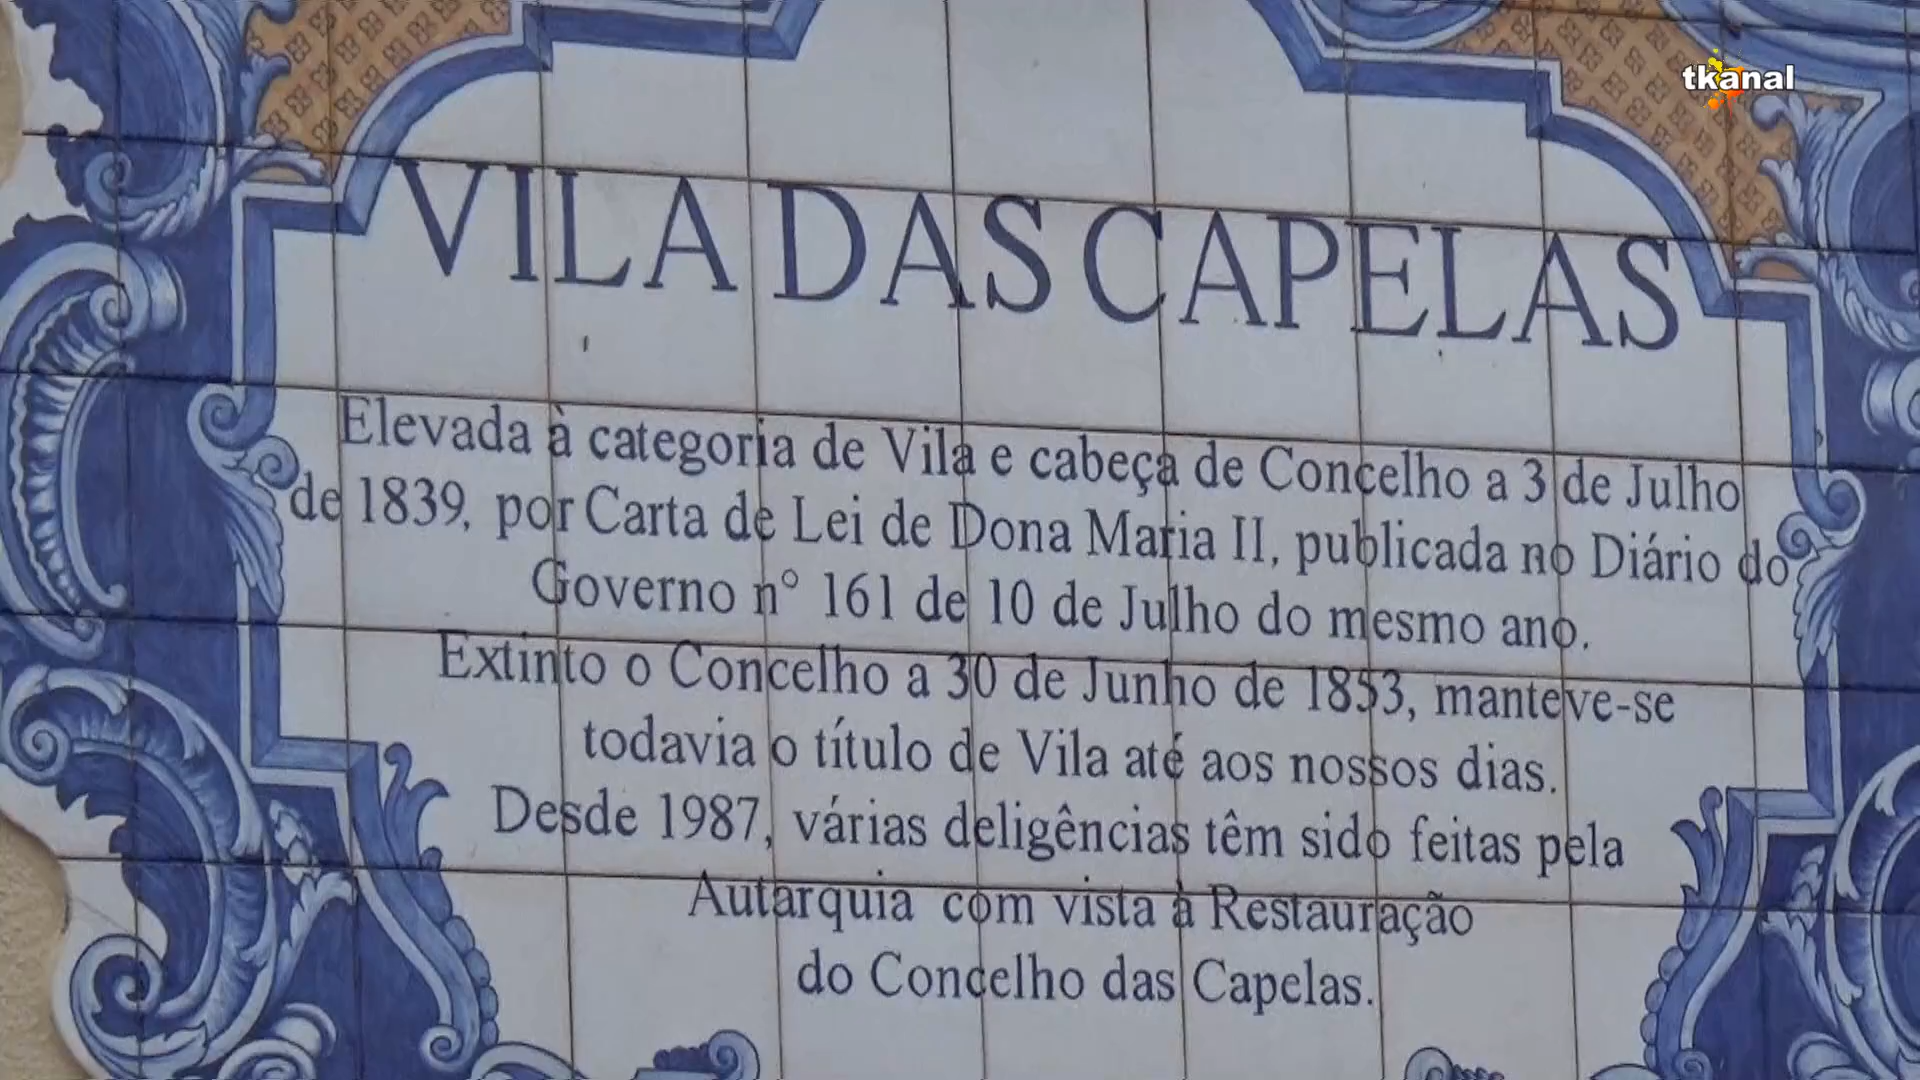 tkanal
VILA DAS CAPELAS
Elevada à categoria de Vila e cabeça de Concelho a 3 de Julho
de 1839, por Carta de Lei de Dona Maria II, publicada no Diário do
Governo nº 161 de 10 de Julho do mesmo ano.
Extinto o Concelho a 30 de Junho de 1853, manteve-se
todavia o título de Vila até aos nossos dias.
Desde 1987, várias deligências têm sido feitas pela
Autarquia com vista à Restauração
do Concelho das Capelas.